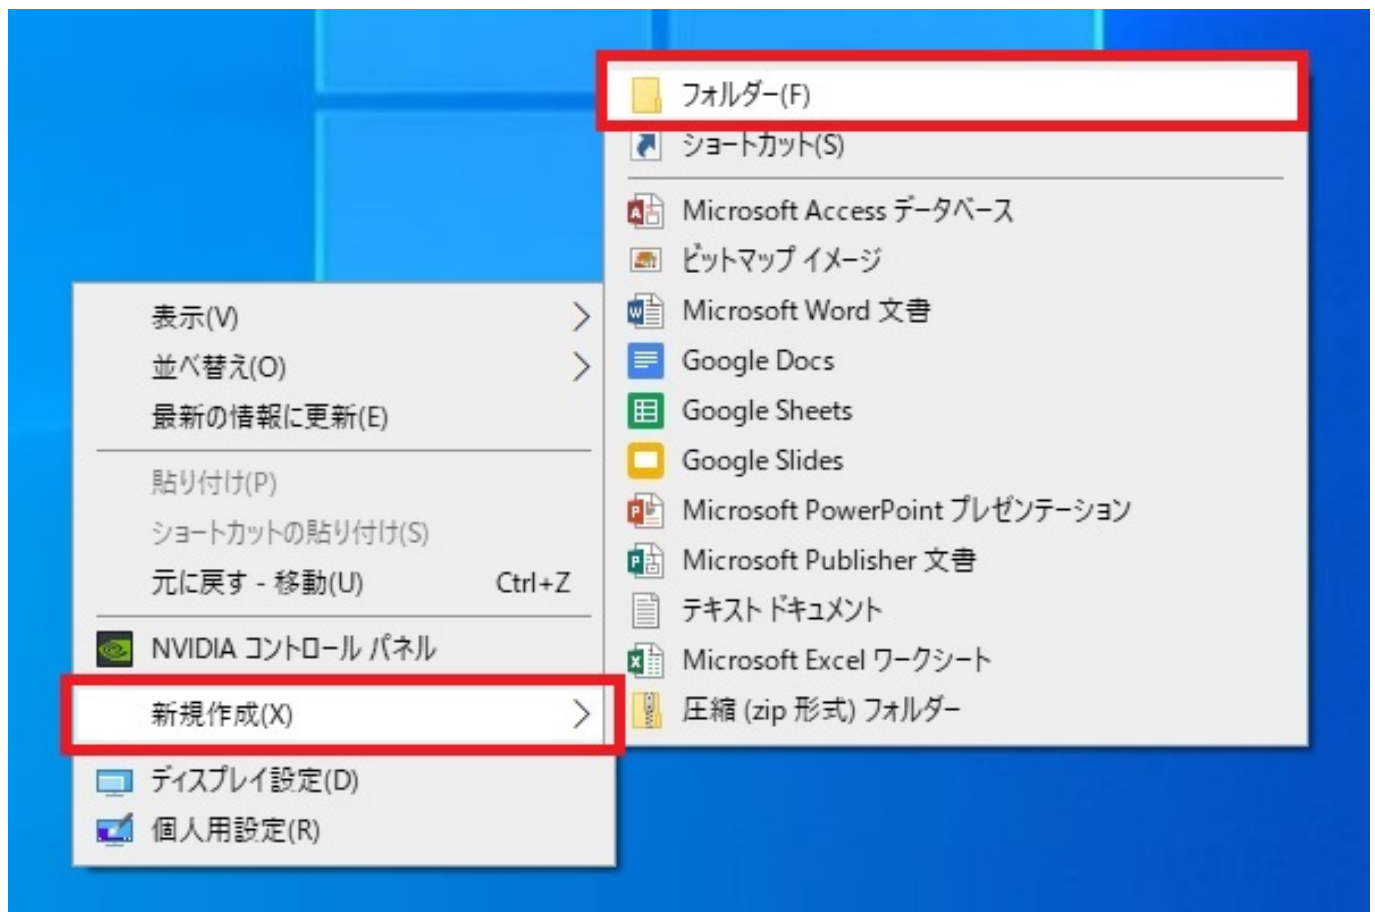 フォルダー(F)
ショートカット(S)
Microsoft Access データベース
ビットマップ イメージ
Microsoft Word 文書
Google Docs
Google Sheets
Google Slides
Microsoft PowerPoint プレゼンテーション
Microsoft Publisher 文書
テキスト ドキュメント
Microsoft Excel ワークシート
圧縮 (zip 形式) フォルダー
表示(V)
並べ替え(O)
最新の情報に更新(E)
貼り付け(P)
ショートカットの貼り付け(S)
元に戻す - 移動(U) Ctrl+Z
NVIDIA コントロール パネル
新規作成(X)
ディスプレイ設定(D)
個人用設定(R)